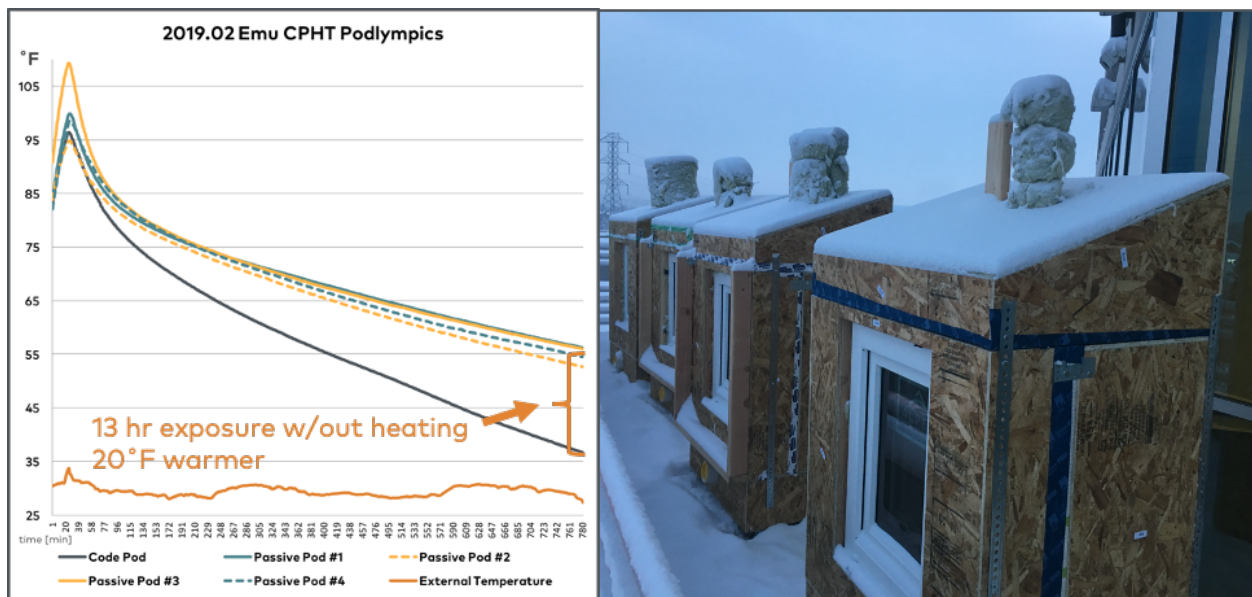 2019.02 Emu CPHT Podlympics
°F
105
95
85
75
65
55
45
35
25
13 hr exposure w/out heating
20°F warmer
1 20 39 58 77 96 115 134 153 172 191 210 229 248 267 286 305 324 343 362 381 400 419 438 457 476 495 514 533 552 571 590 609 628 647 666 685 704 723 742 761 780
time [min]
Code Pod Passive Pod #1 Passive Pod #2
Passive Pod #3 Passive Pod #4 External Temperature